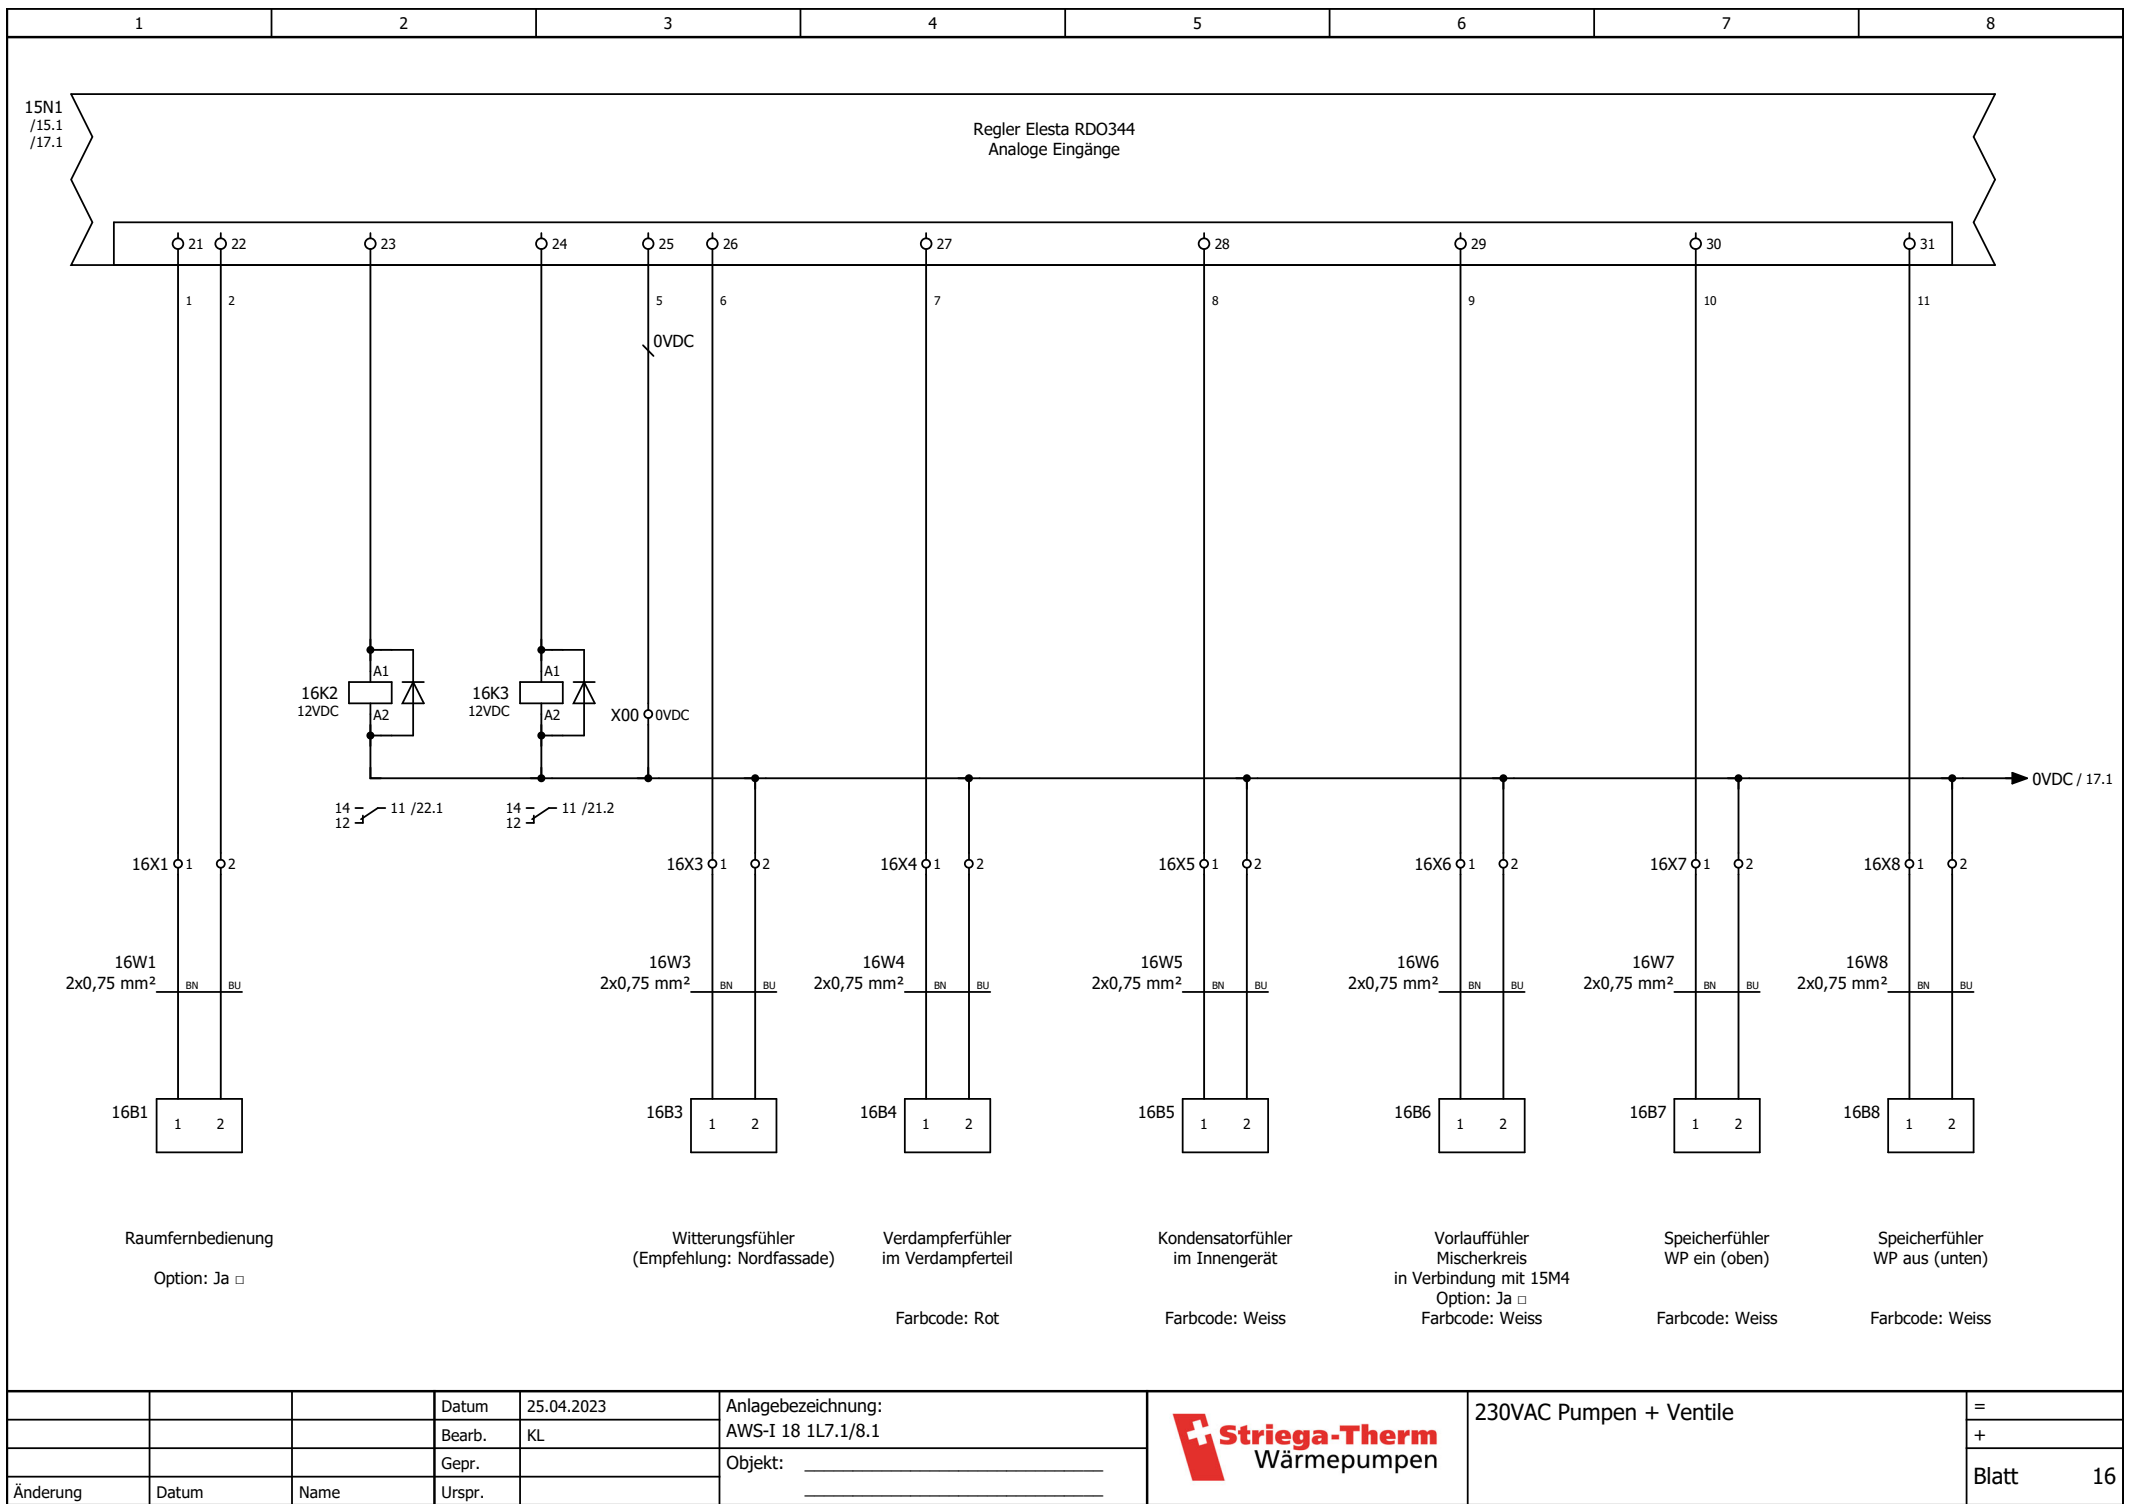 1 2 3 4 5 6 7 8
15N1
/15.1
/17.1
Regler Elesta RDO344
Analoge Eingänge
21 22 23 24 25 26 27 28 29 30 31
1 2 5 6 7 8 9 10 11
0VDC
A1 A1
16K2 16K3
12VDC 12VDC
A2 A2 X00 0VDC
0VDC / 17.1
14 11 /22.1 14 11 /21.2
12 12
16X1 1 2 16X3 1 2 16X4 1 2 16X5 1 2 16X6 1 2 16X7 1 2 16X8 1 2
16W1 16W3 16W4 16W5 16W6 16W7 16W8
2x0,75 mm² BN BU 2x0,75 mm² BN BU 2x0,75 mm² BN BU 2x0,75 mm² BN BU 2x0,75 mm² BN BU 2x0,75 mm² BN BU 2x0,75 mm² BN BU
16B1 16B3 16B4 16B5 16B6 16B7 16B8
1 2 1 2 1 2 1 2 1 2 1 2 1 2
Raumfernbedienung
Option: Ja □
Witterungsfühler
(Empfehlung: Nordfassade)
Verdampferfühler
im Verdampferteil
Farbcode: Rot
Kondensatorfühler
im Innengerät
Farbcode: Weiss
Vorlauffühler
Mischerkreis
in Verbindung mit 15M4
Option: Ja □
Farbcode: Weiss
Speicherfühler
WP ein (oben)
Farbcode: Weiss
Speicherfühler
WP aus (unten)
Farbcode: Weiss
Datum 25.04.2023
Bearb. KL
Gepr.
Änderung Datum Name Urspr.
Anlagebezeichnung:
AWS-I 18 1L7.1/8.1
Objekt:
Striega-Therm
Wärmepumpen
230VAC Pumpen + Ventile
=
+
Blatt 16